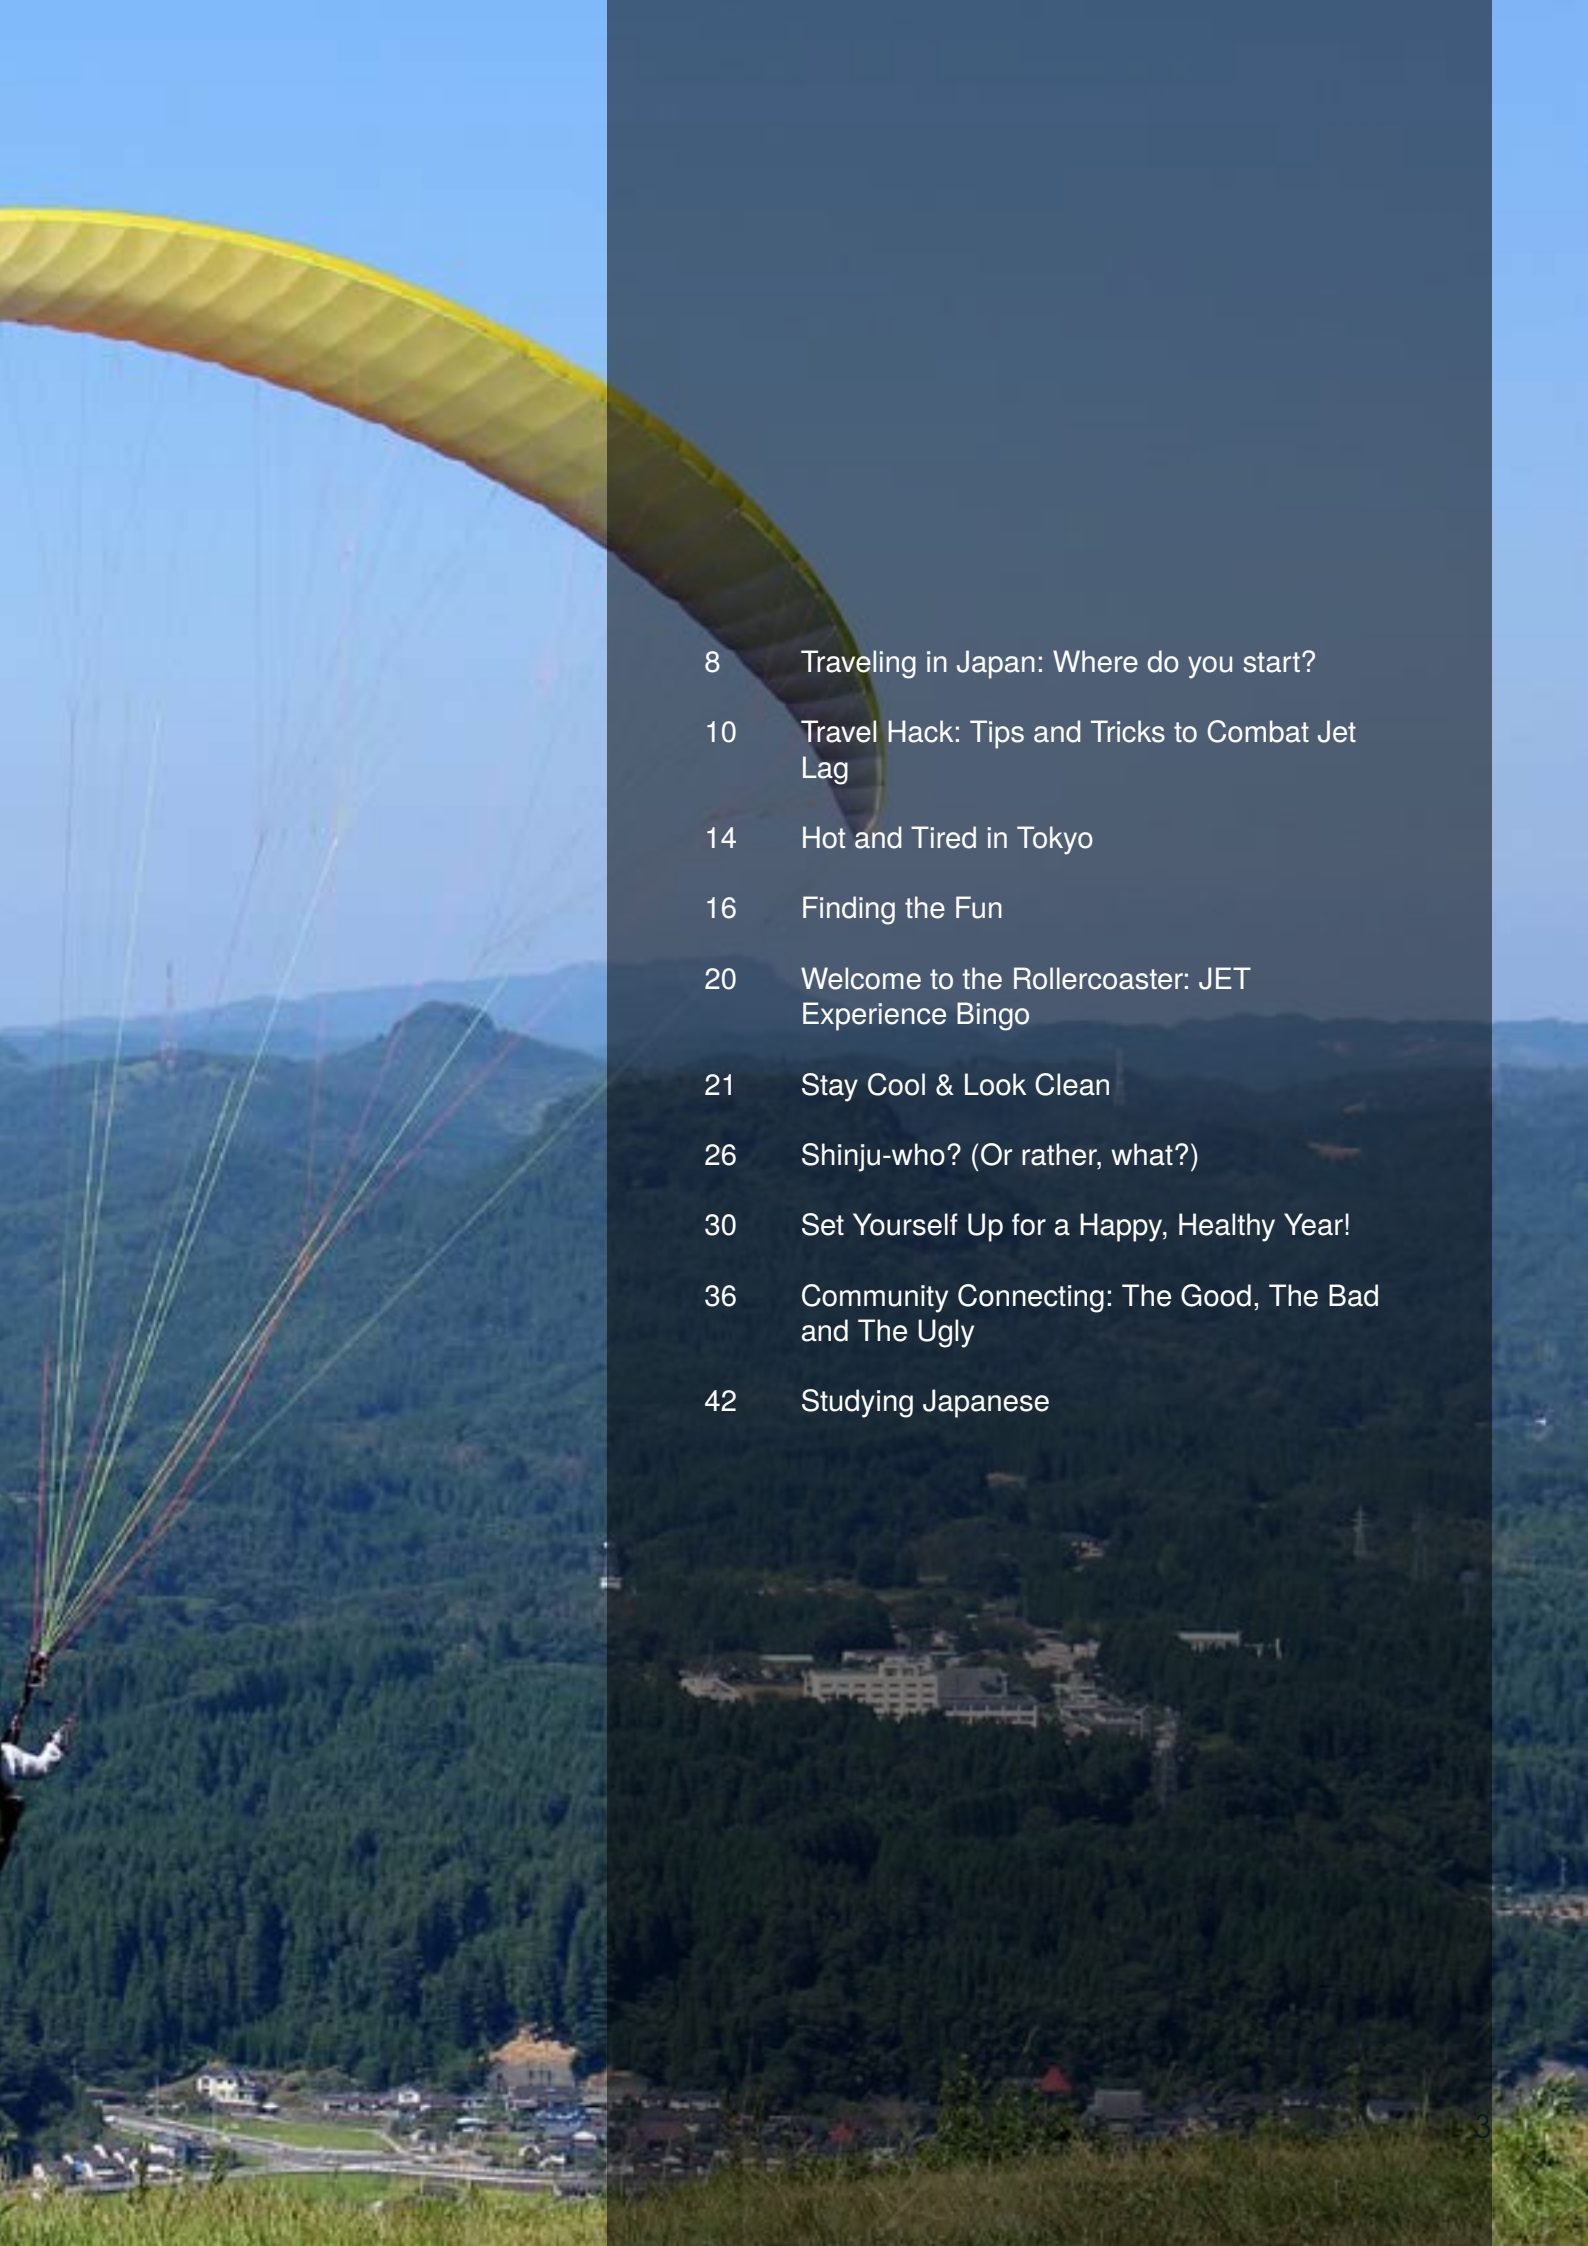 8 Traveling in Japan: Where do you start?
10 Travel Hack: Tips and Tricks to Combat Jet
Lag
14 Hot and Tired in Tokyo
16 Finding the Fun
20 Welcome to the Rollercoaster: JET
Experience Bingo
21 Stay Cool & Look Clean
26 Shinju-who? (Or rather, what?)
30 Set Yourself Up for a Happy, Healthy Year!
36 Community Connecting: The Good, The Bad
and The Ugly
42 Studying Japanese
3